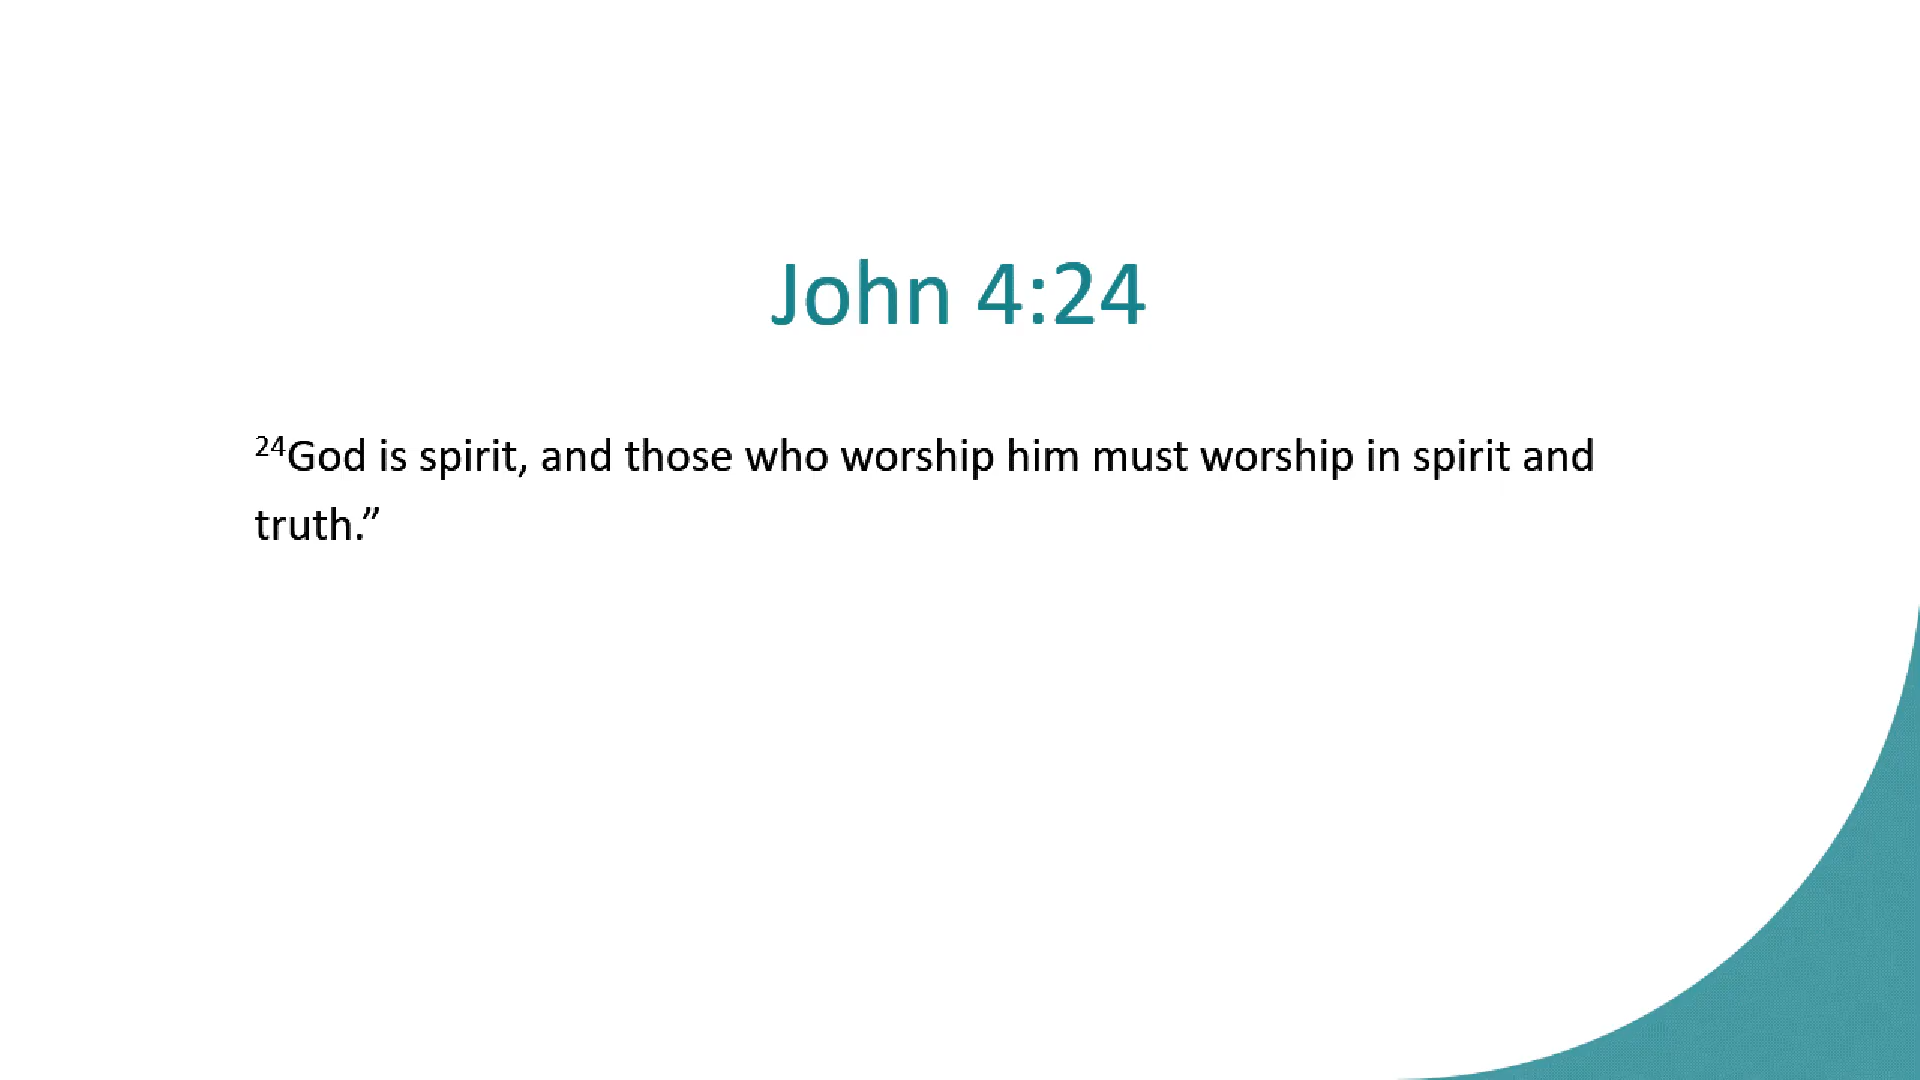 John 4:24
24God is spirit, and those who worship him must worship in spirit and
truth.”